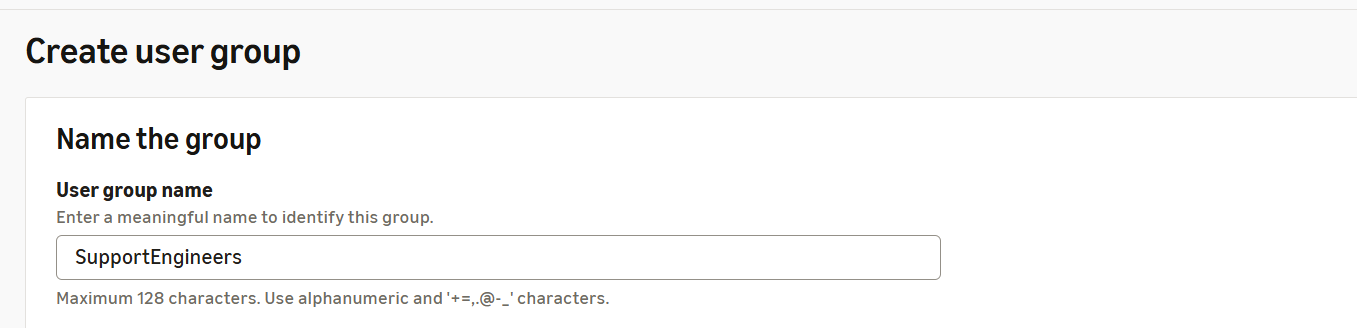 Create user group
Name the group
User group name
Enter a meaningful name to identify this group.
SupportEngineers
Maximum 128 characters. Use alphanumeric and '+=,.@-_' characters.